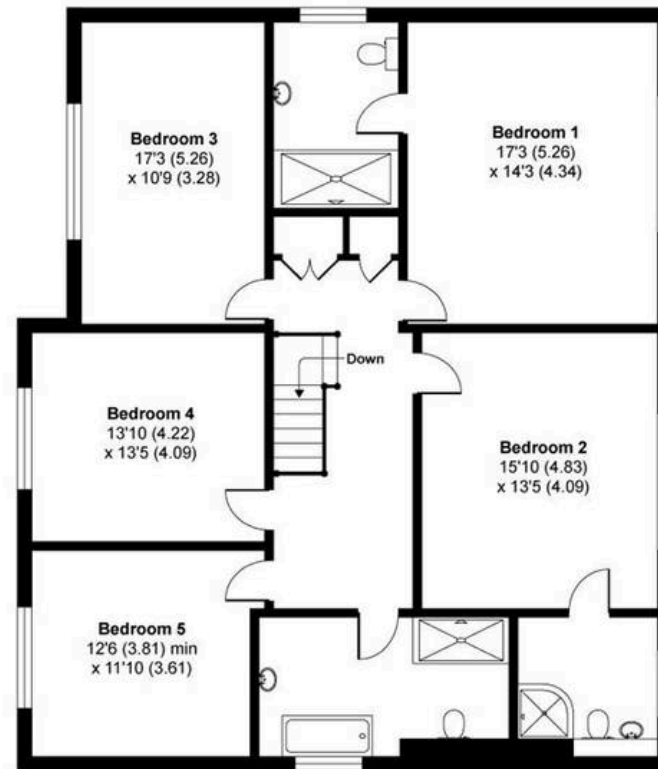 Bedroom 3
17'3 (5.26)
x 10'9 (3.28)
Bedroom 1
17'3 (5.26)
x 14'3 (4.34)
Down
Bedroom 4
13'10 (4.22)
x 13'5 (4.09)
Bedroom 2
15'10 (4.83)
x 13'5 (4.09)
Bedroom 5
12'6 (3.81) min
x 11'10 (3.61)